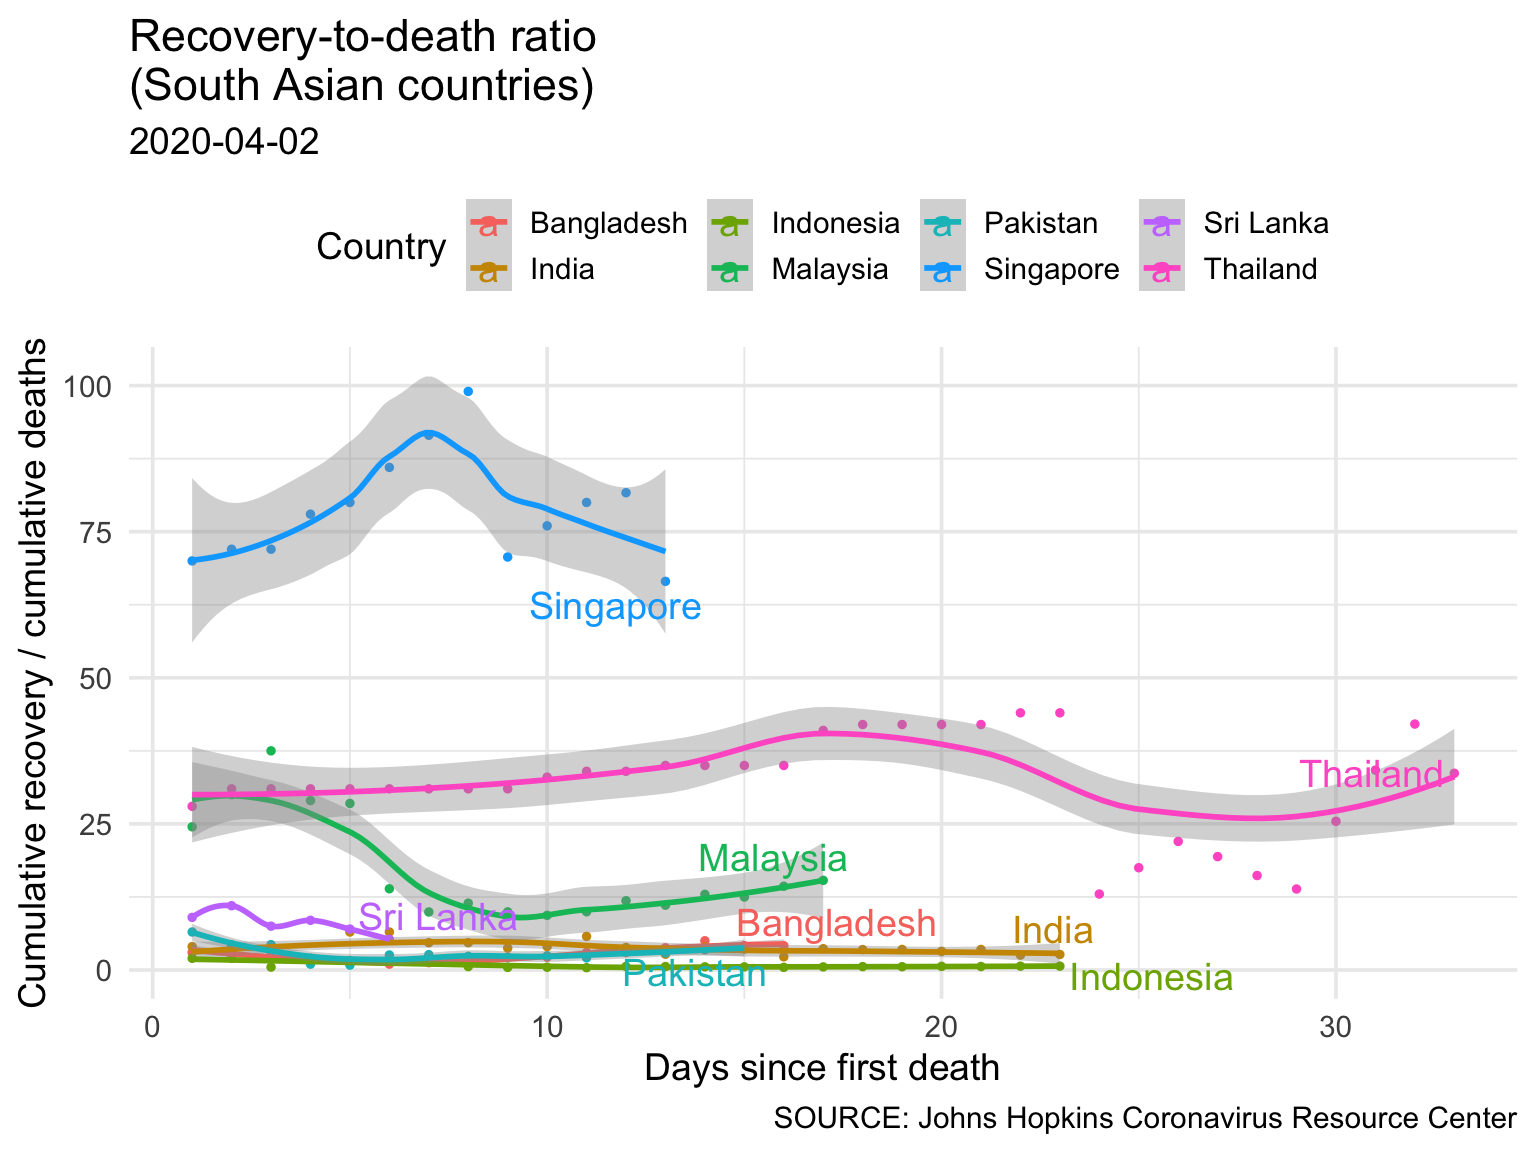 Recovery-to-death ratio
(South Asian countries)
2020-04-02
Country
a Bangladesh a Indonesia a Pakistan a Sri Lanka
a India a Malaysia a Singapore a Thailand
Cumulative recovery / cumulative deaths
100
75
50
25
0
Singapore
Thailand
Malaysia
Sri Lanka
Bangladesh
India
Pakistan
Indonesia
0 10 20 30
Days since first death
SOURCE: Johns Hopkins Coronavirus Resource Center